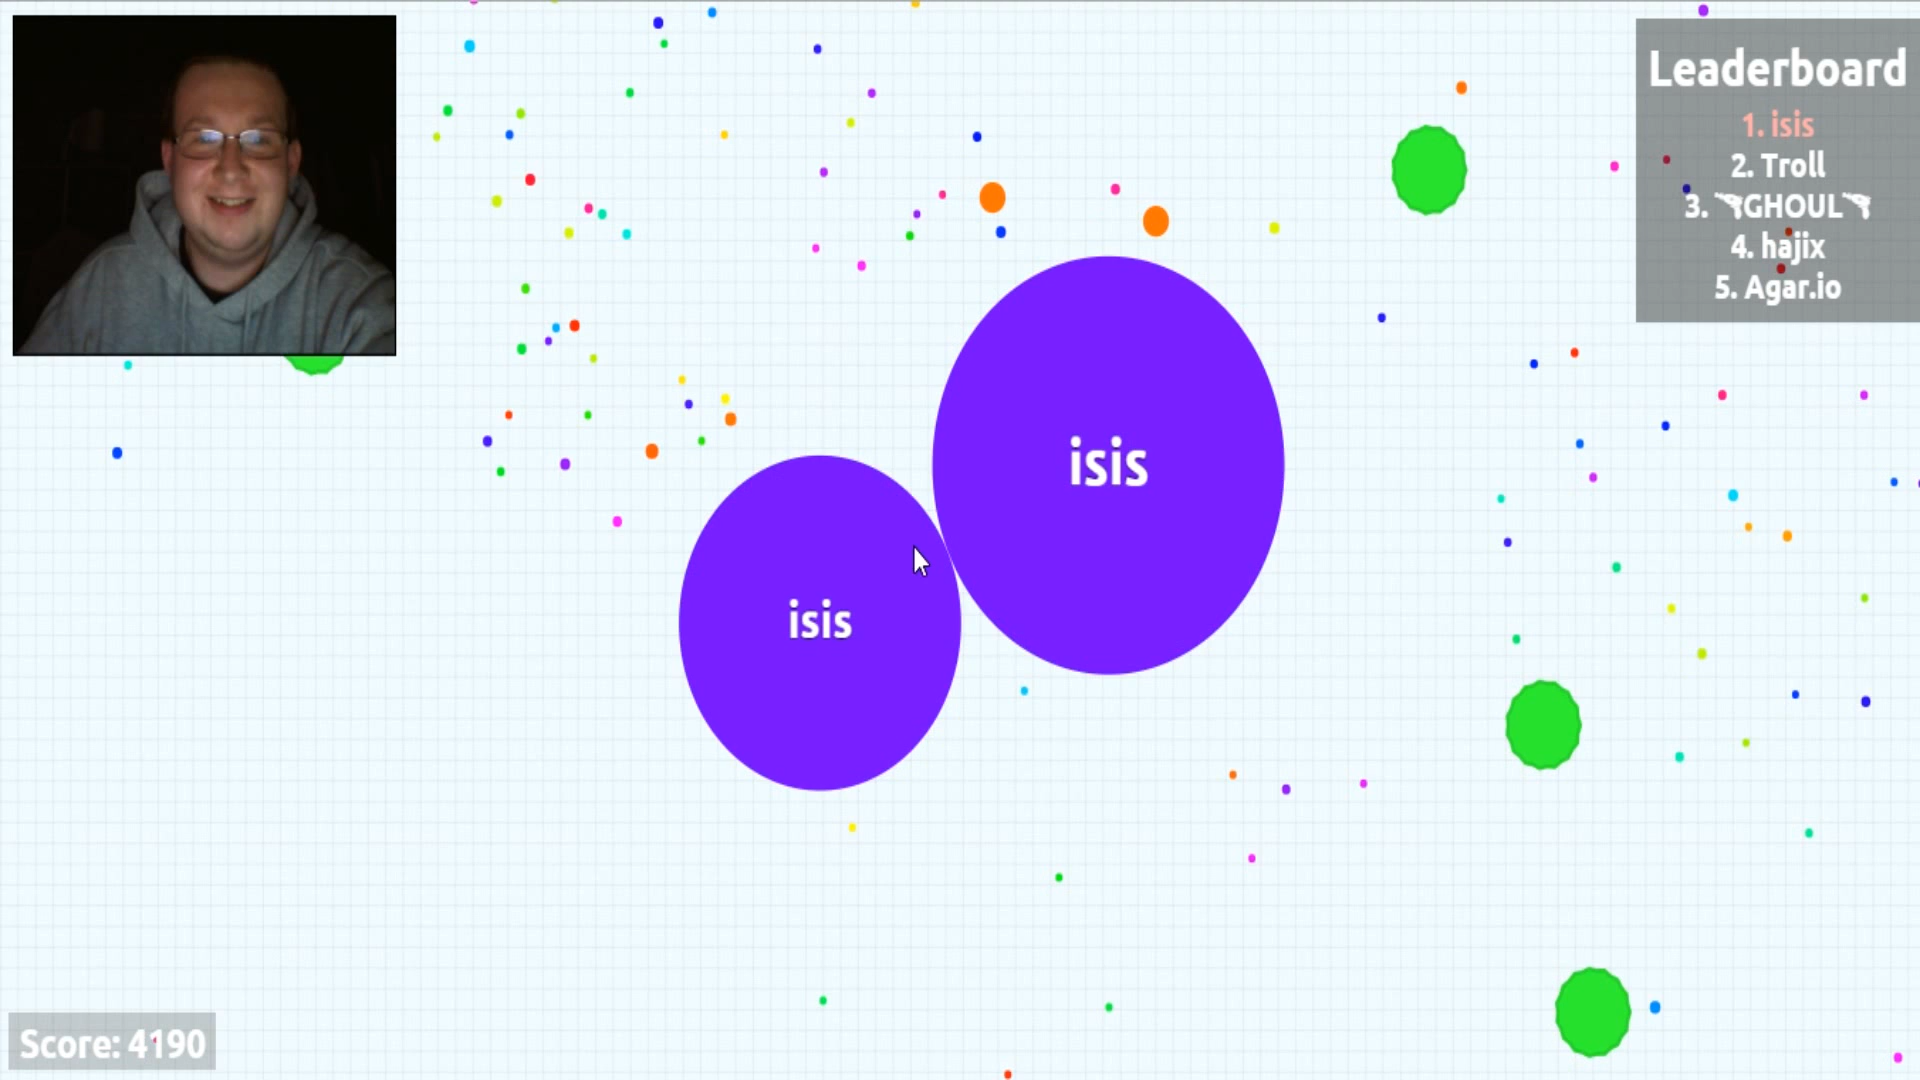 Leaderboard
1. isis
2. Troll
3. GHOUL
4. hajix
5. Agar.io
isis
isis
Score: 4190